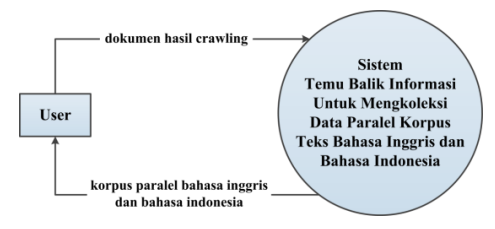 dokumen hasil crawling
Sistem
Temu Balik Informasi
Untuk Mengkoleksi
Data Paralel Korpus
Teks Bahasa Inggris dan
Bahasa Indonesia
User
korpus paralel bahasa inggris
dan bahasa indonesia